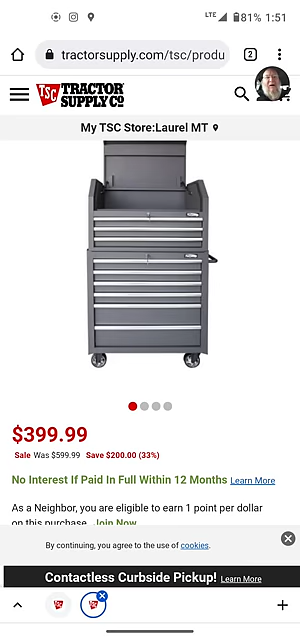 LTE 81% 1:51
tractorsupply.com/tsc/produ 2
TSC TRACTOR
SUPPLY CO
My TSC Store:Laurel MT
$399.99
Sale Was $599.99 Save $200.00 (33%)
No Interest If Paid In Full Within 12 Months Learn More
As a Neighbor, you are eligible to earn 1 point per dollar
on this purchase. Join Now
By continuing, you agree to the use of cookies.
Contactless Curbside Pickup! Learn More